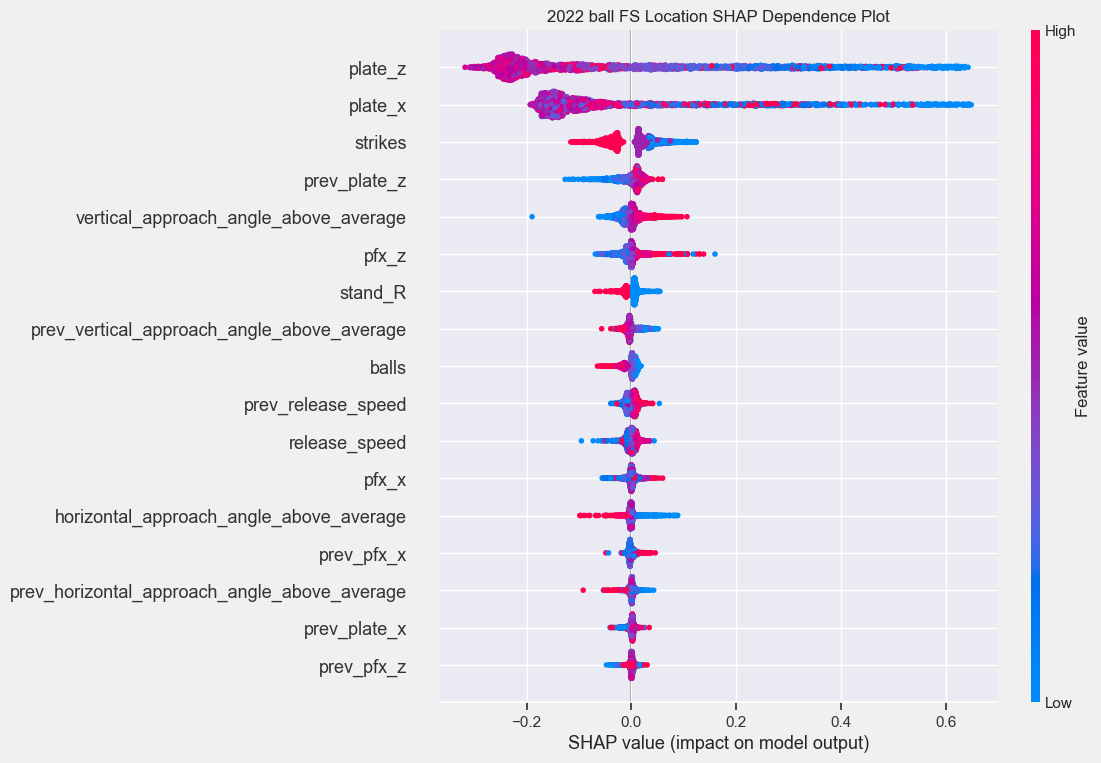 2022 ball FS Location SHAP Dependence Plot
High
plate_z
plate_x
strikes
prev_plate_z
vertical_approach_angle_above_average
pfx_z
stand_R
prev_vertical_approach_angle_above_average
balls
prev_release_speed
release_speed
pfx_x
horizontal_approach_angle_above_average
prev_pfx_x
prev_horizontal_approach_angle_above_average
prev_plate_x
prev_pfx_z
Feature value
Low
−0.2 0.0 0.2 0.4 0.6
SHAP value (impact on model output)